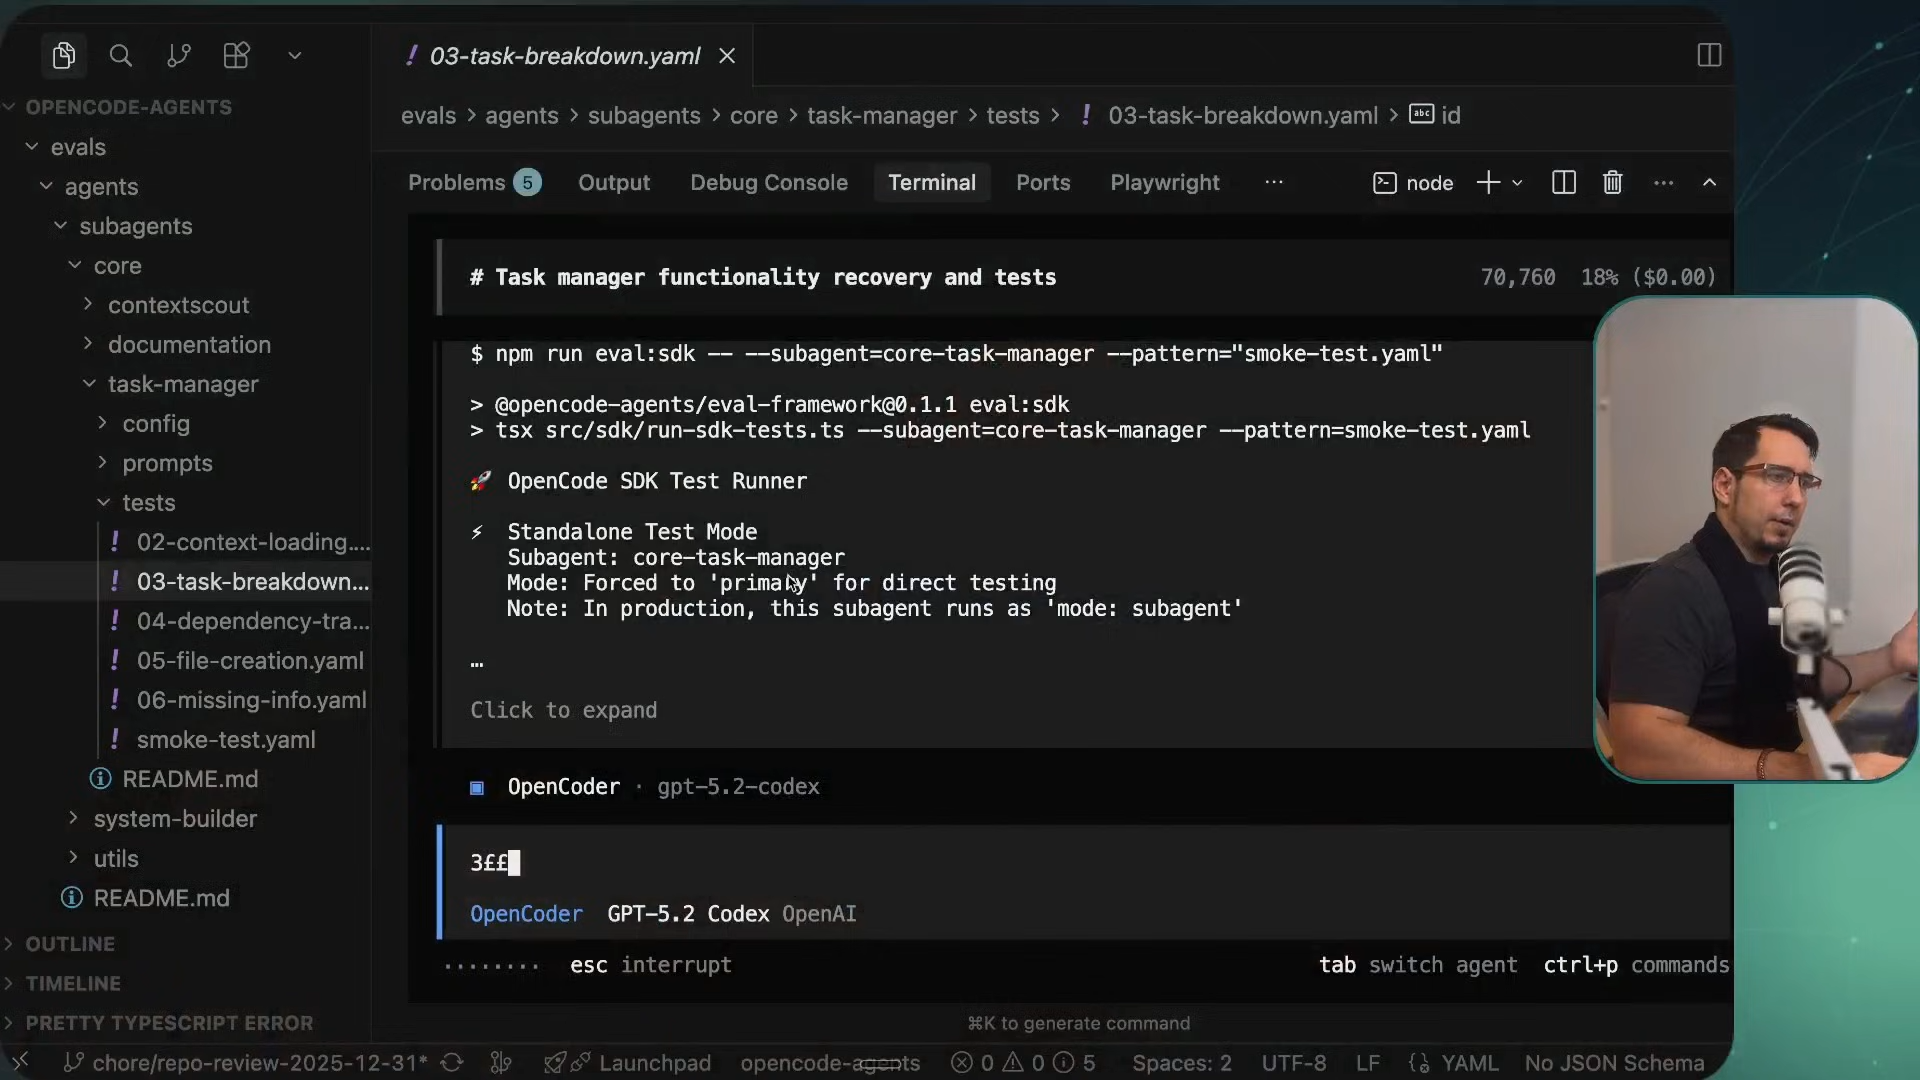 03-task-breakdown.yaml
OPENCODE-AGENTS
evals
agents
subagents
core
contextscout
documentation
task-manager
config
prompts
tests
02-context-loading....
03-task-breakdown...
04-dependency-tra...
05-file-creation.yaml
06-missing-info.yaml
smoke-test.yaml
README.md
system-builder
utils
README.md
OUTLINE
TIMELINE
PRETTY TYPESCRIPT ERROR
evals > agents > subagents > core > task-manager > tests > ! 03-task-breakdown.yaml > abc id
Problems 5 Output Debug Console Terminal Ports Playwright ... node
# Task manager functionality recovery and tests 70,760 18% ($0.00)
$ npm run eval:sdk -- --subagent=core-task-manager --pattern="smoke-test.yaml"
> @opencode-agents/eval-framework@0.1.1 eval:sdk
> tsx src/sdk/run-sdk-tests.ts --subagent=core-task-manager --pattern=smoke-test.yaml
🚀 OpenCode SDK Test Runner
⚡ Standalone Test Mode
Subagent: core-task-manager
Mode: Forced to 'primary' for direct testing
Note: In production, this subagent runs as 'mode: subagent'
…
Click to expand
OpenCoder · gpt-5.2-codex
3££
OpenCoder GPT-5.2 Codex OpenAI
esc interrupt tab switch agent ctrl+p commands
⌘K to generate command
chore/repo-review-2025-12-31* Launchpad opencode-agents 0 0 5 Spaces: 2 UTF-8 LF {} YAML No JSON Schema